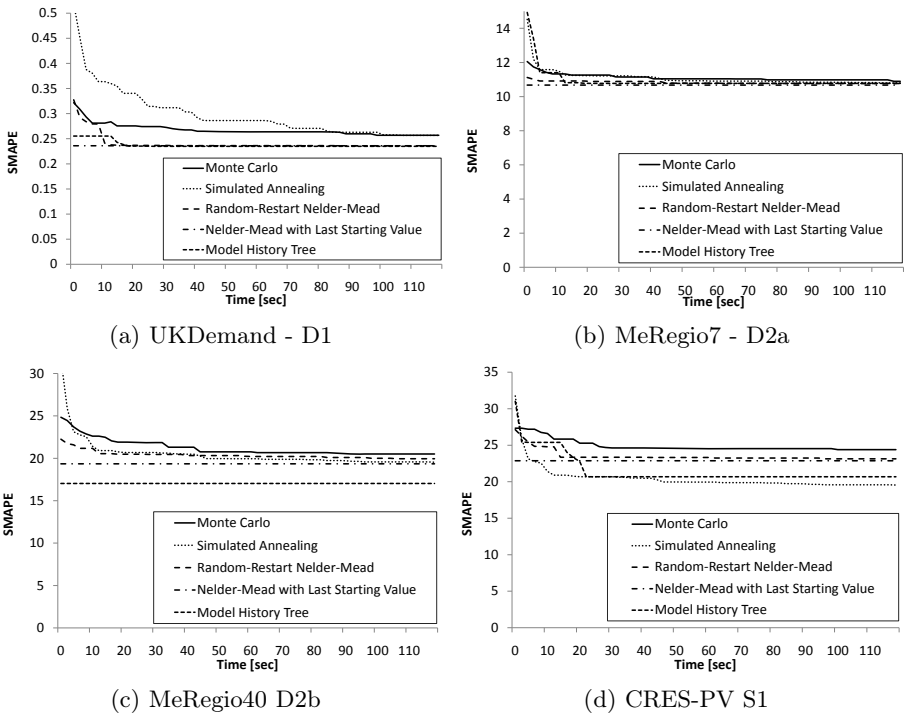 0.5
0.45
0.4
0.35
0.3
0.25
0.2
0.15
0.1
0.05
0
SMAPE
Monte Carlo
Simulated Annealing
Random-Restart Nelder-Mead
Nelder-Mead with Last Starting Value
Model History Tree
0 10 20 30 40 50 60 70 80 90 100 110
Time [sec]
(a) UKDemand - D1
14
12
10
8
6
4
2
0
SMAPE
Monte Carlo
Simulated Annealing
Random-Restart Nelder-Mead
Nelder-Mead with Last Starting Value
Model History Tree
0 10 20 30 40 50 60 70 80 90 100 110
Time [sec]
(b) MeRegio7 - D2a
30
25
20
15
10
5
0
SMAPE
Monte Carlo
Simulated Annealing
Random-Restart Nelder-Mead
Nelder-Mead with Last Starting Value
Model History Tree
0 10 20 30 40 50 60 70 80 90 100 110
Time [sec]
(c) MeRegio40 D2b
35
30
25
20
15
10
5
0
SMAPE
Monte Carlo
Simulated Annealing
Random-Restart Nelder-Mead
Nelder-Mead with Last Starting Value
Model History Tree
0 10 20 30 40 50 60 70 80 90 100 110
Time [sec]
(d) CRES-PV S1